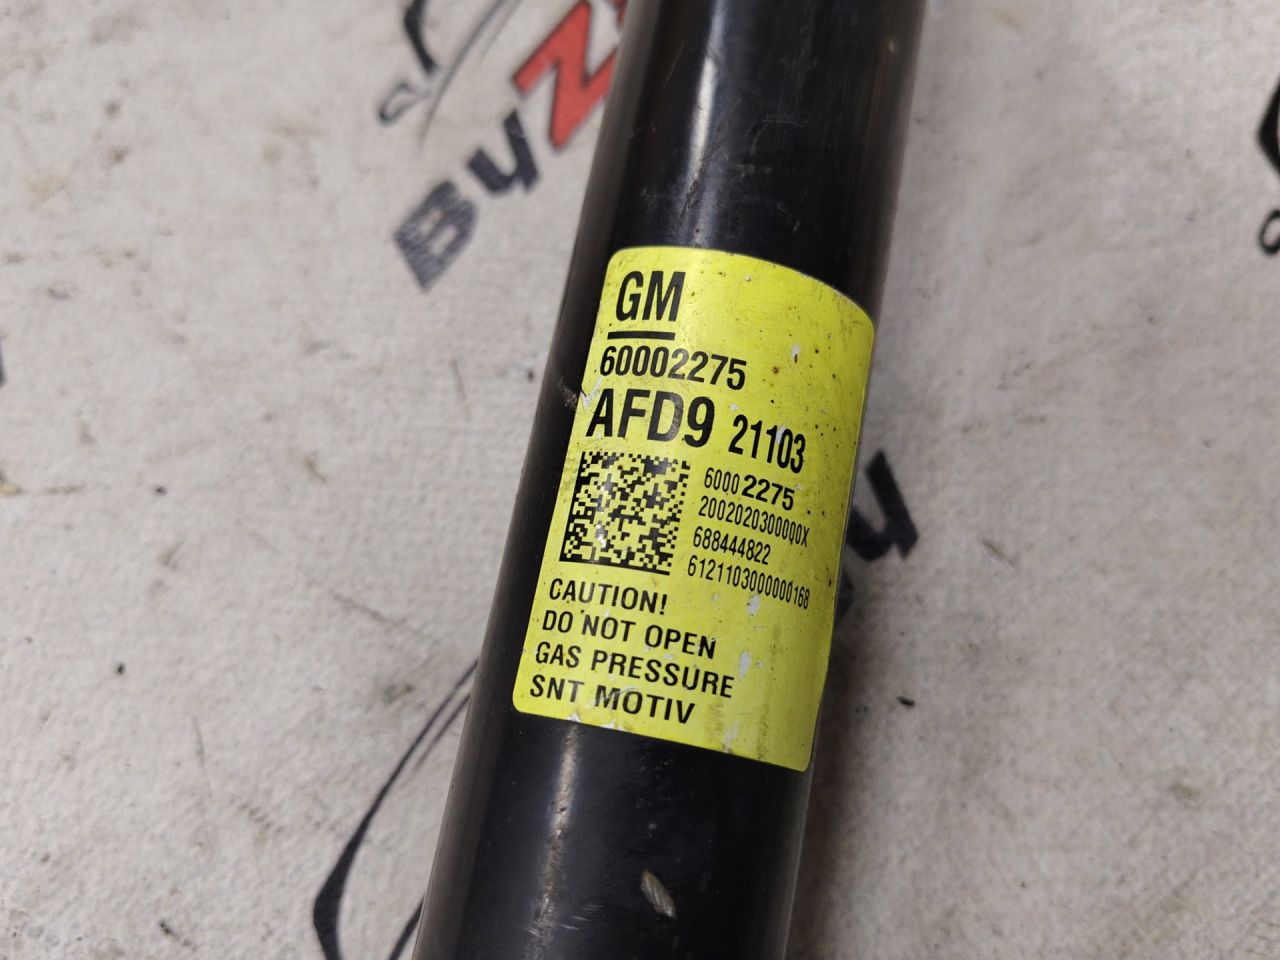 GM
60002275
AFD9 21103
60002275
2002020300000X
688444822
6121103000000168
CAUTION!
DO NOT OPEN
GAS PRESSURE
SNT MOTIV